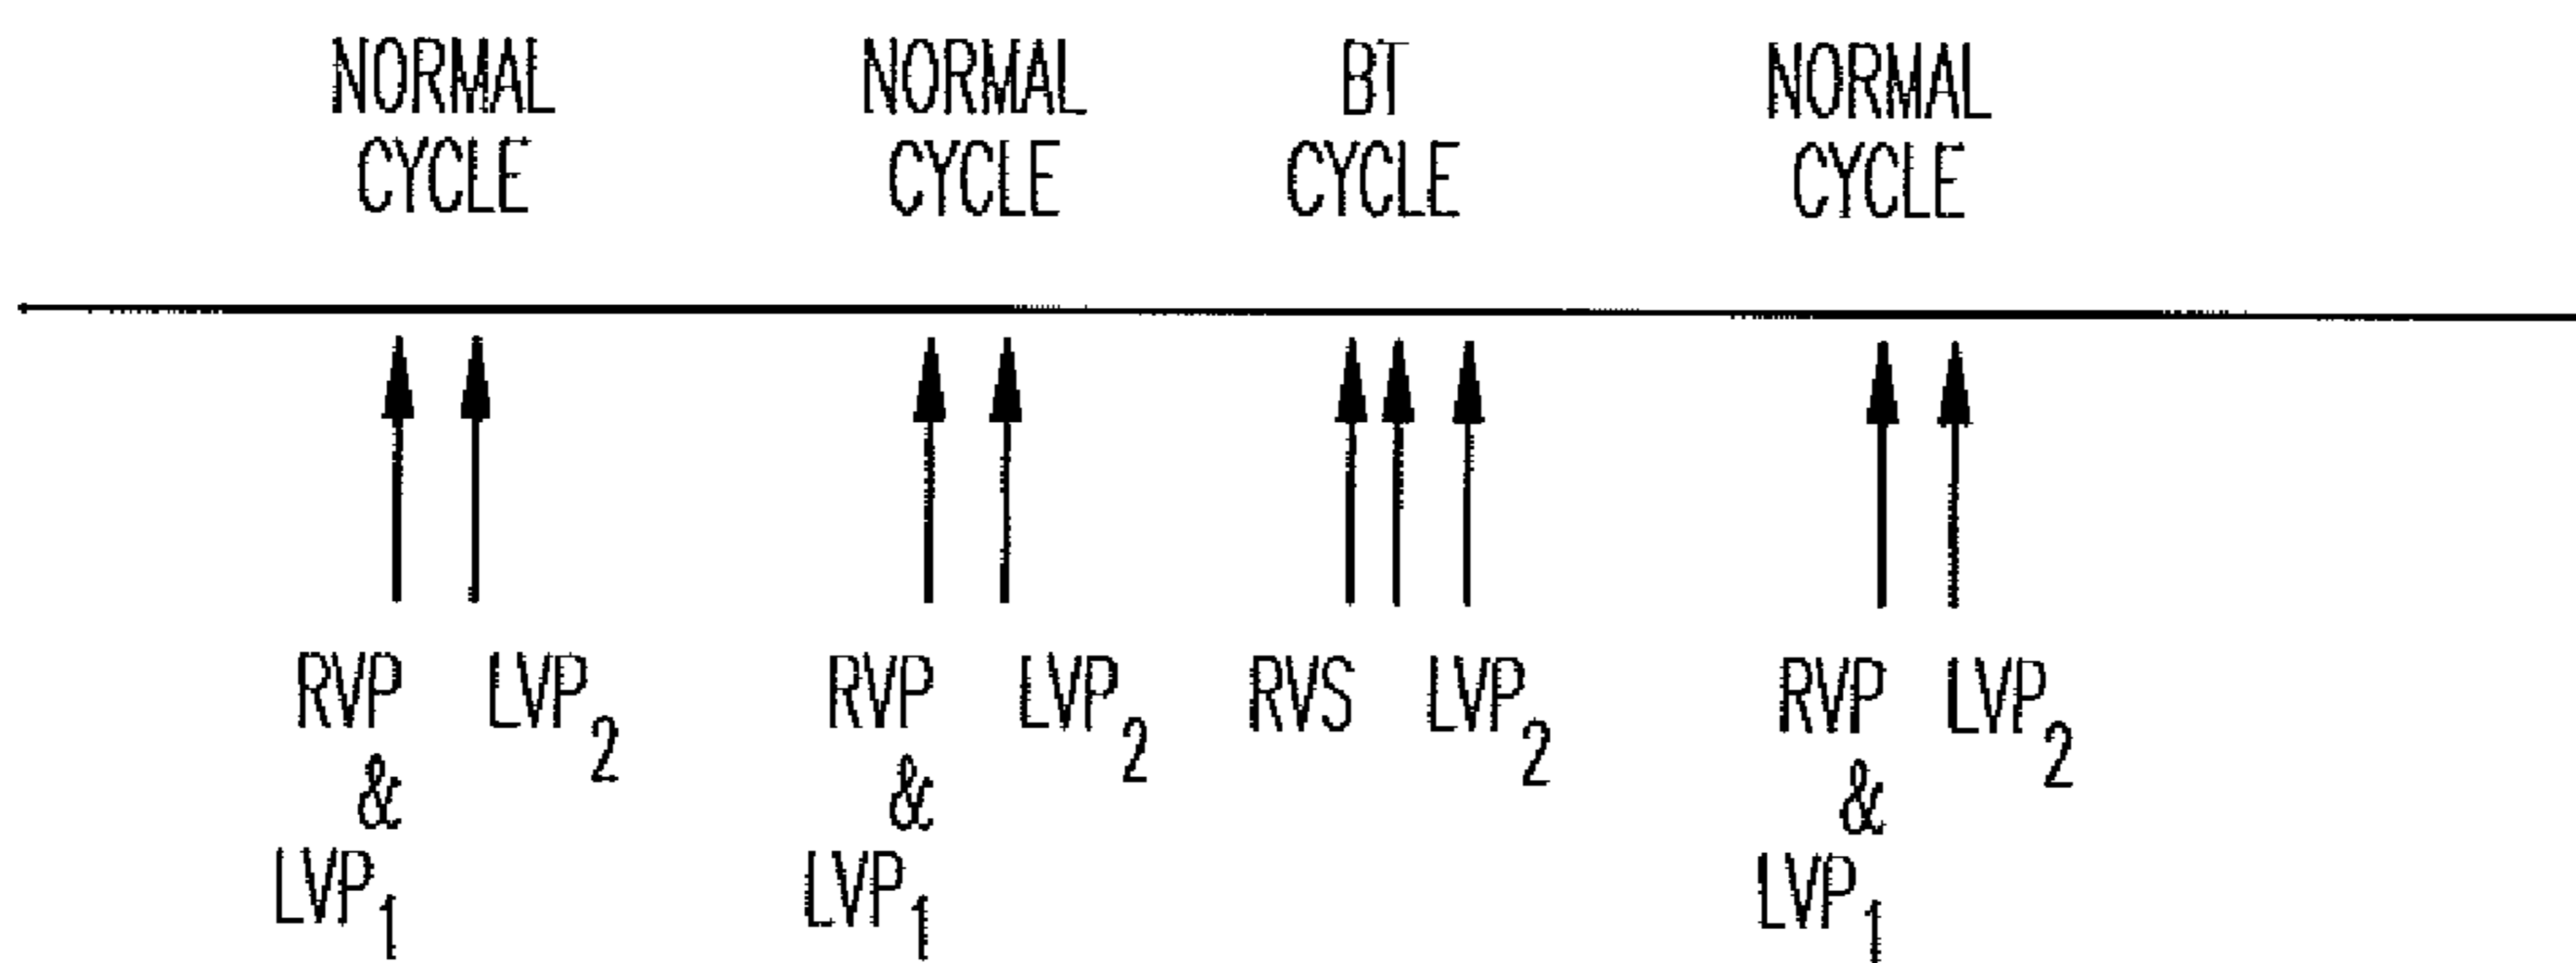 NORMAL NORMAL BT NORMAL
CYCLE CYCLE CYCLE CYCLE
RVP LVP₂ RVP LVP₂ RVS LVP₂ RVP LVP₂
& & &
LVP₁ LVP₁ LVP₁